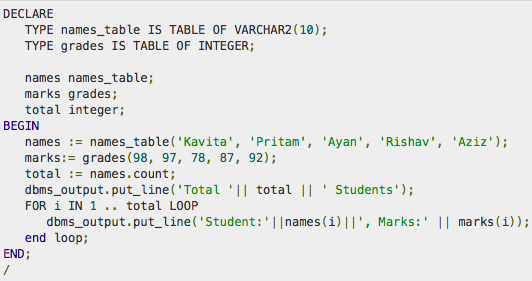 DECLARE
   TYPE names_table IS TABLE OF VARCHAR2(10);
   TYPE grades IS TABLE OF INTEGER;

   names names_table;
   marks grades;
   total integer;
BEGIN
   names := names_table('Kavita', 'Pritam', 'Ayan', 'Rishav', 'Aziz');
   marks:= grades(98, 97, 78, 87, 92);
   total := names.count;
   dbms_output.put_line('Total '|| total || ' Students');
   FOR i IN 1 .. total LOOP
      dbms_output.put_line('Student:'||names(i)||', Marks:' || marks(i));
   end loop;
END;
/